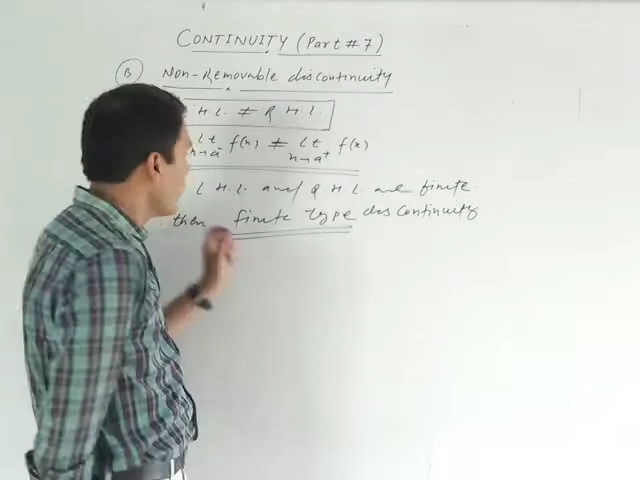 CONTINUITY (Part # 7)
(B) Non-Removable discontinuity
H.L. ≠ R H.L.
Lt x→a⁻ f(x) ≠ Lt x→a⁺ f(x)
L H.L. and R H L are finite.
then finite type discontinuity